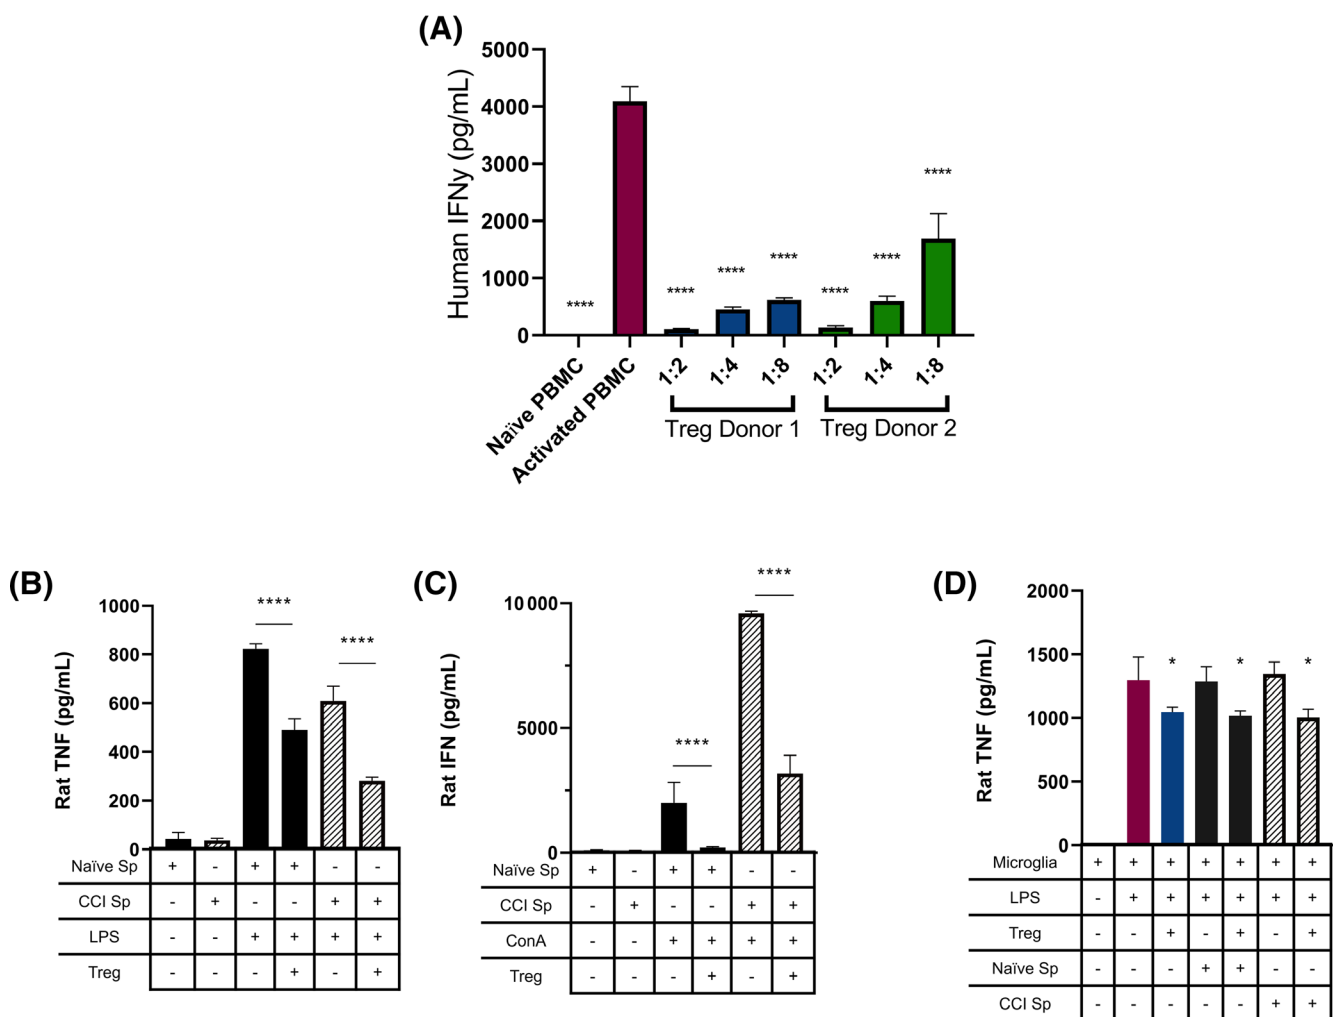 (A)
Human IFNy (pg/mL)
5000
4000
3000
2000
1000
0
****
****
****
****
****
****
****
Naïve PBMC
Activated PBMC
1:2
1:4
1:8
1:2
1:4
1:8
Treg Donor 1
Treg Donor 2
(B)
Rat TNF (pg/mL)
1000
800
600
400
200
0
****
****
Naïve Sp + - + + - -
CCI Sp - + - - + +
LPS - - + + + +
Treg - - - + - +
(C)
Rat IFN (pg/mL)
10 000
5000
0
****
****
Naïve Sp + - + + - -
CCI Sp - + - - + +
ConA - - + + + +
Treg - - - + - +
(D)
Rat TNF (pg/mL)
2000
1500
1000
500
0
*
*
*
Microglia + + + + + + +
LPS - + + + + + +
Treg - - + - + - +
Naïve Sp - - - + + - -
CCI Sp - - - - - + +